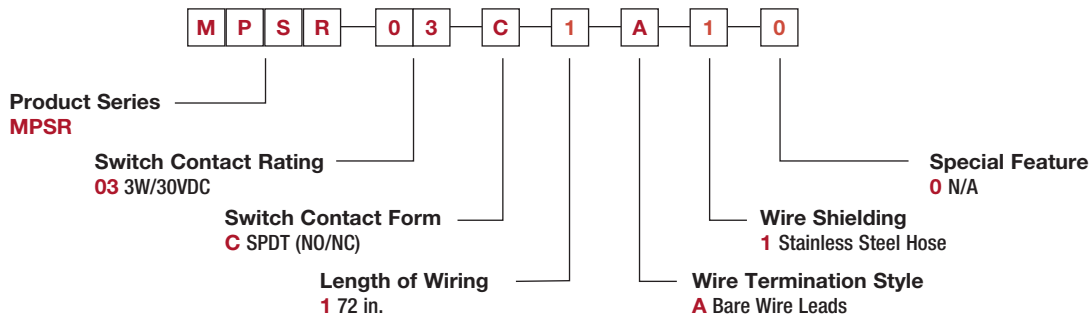 M P S R 0 3 C 1 A 1 0
Product Series
MPSR
Switch Contact Rating
03 3W/30VDC
Switch Contact Form
C SPDT (NO/NC)
Length of Wiring
1 72 in.
Special Feature
0 N/A
Wire Shielding
1 Stainless Steel Hose
Wire Termination Style
A Bare Wire Leads